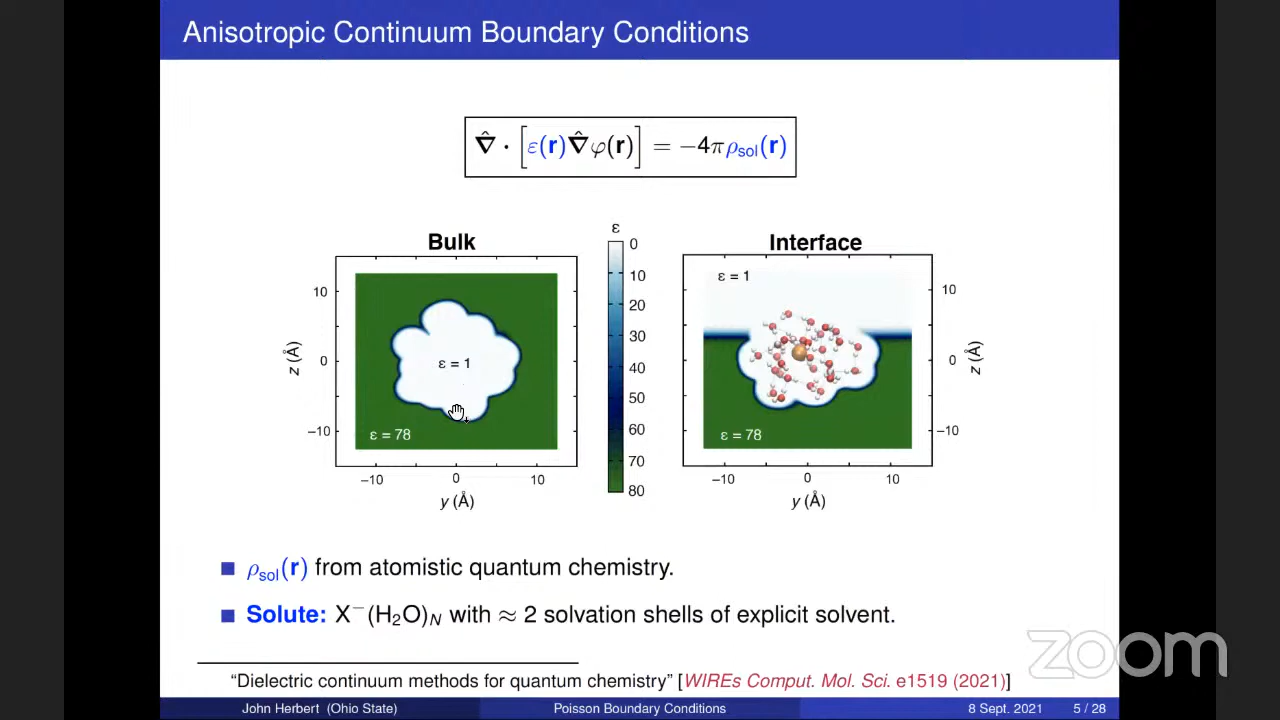 Anisotropic Continuum Boundary Conditions
∇̂ · [ε(r)∇̂φ(r)] = −4πρsol(r)
Bulk
ε
Interface
10
0
−10
z (Å)
ε = 1
ε = 78
−10
0
10
y (Å)
0
10
20
30
40
50
60
70
80
ε = 1
ε = 78
10
0
−10
z (Å)
−10
0
10
y (Å)
ρsol(r) from atomistic quantum chemistry.
Solute: X−(H2O)N with ≈ 2 solvation shells of explicit solvent.
“Dielectric continuum methods for quantum chemistry” [WIREs Comput. Mol. Sci. e1519 (2021)]
John Herbert (Ohio State)
Poisson Boundary Conditions
8 Sept. 2021
5 / 28
zoom